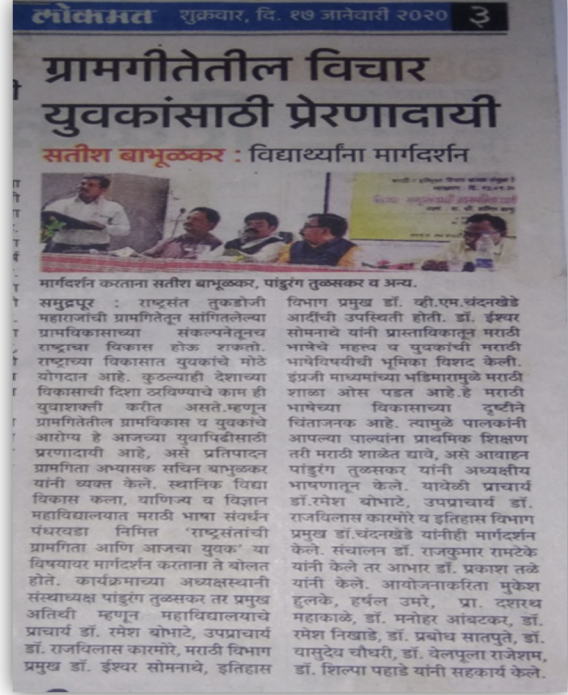 लोकमत शुक्रवार, दि. १७ जानेवारी २०२० ३
ग्रामगीतेतील विचार
युवकांसाठी प्रेरणादायी
सतीश बाभूळकर : विद्यार्थ्यांना मार्गदर्शन
मार्गदर्शन करताना सतीश बाभूळकर, पांडुरंग तुळसकर व अन्य.
समुद्रपूर : राष्ट्रसंत तुकडोजी
महाराजांची ग्रामगितेतून सांगितलेल्या
ग्रामविकासाच्या संकल्पनेतूनच
राष्ट्राचा विकास होऊ शकतो.
राष्ट्राच्या विकासात युवकांचे मोठे
योगदान आहे. कुठल्याही देशाच्या
विकासाची दिशा ठरविण्याचे काम ही
युवाशक्ती करीत असते.म्हणून
ग्रामगितेतील ग्रामविकास व युवकांचे
आरोग्य हे आजच्या युवापिढीसाठी
प्ररणादायी आहे, असे प्रतिपादन
ग्रामगिता अभ्यासक सचिन बाभुळकर
यांनी व्यक्त केले. स्थानिक विद्या
विकास कला, वाणिज्य व विज्ञान
महाविद्यालयात मराठी भाषा संवर्धन
पंधरवडा निमित्त 'राष्ट्रसंतांची
ग्रामगिता आणि आजचा युवक' या
विषयावर मार्गदर्शन करताना ते बोलत
होते. कार्यक्रमाच्या अध्यक्षस्थानी
संस्थाध्यक्ष पांडुरंग तुळसकर तर प्रमुख
अतिथी म्हणून महाविद्यालयाचे
प्राचार्य डॉ. रमेश बोभाटे, उपप्राचार्य
डॉ. राजविलास कारमोरे, मराठी विभाग
प्रमुख डॉ. ईश्वर सोमनाथे, इतिहास
विभाग प्रमुख डॉ. व्ही.एम.चंदनखेडे
आदींची उपस्थिती होती. डॉ. ईश्वर
सोमनाथे यांनी प्रास्ताविकातून मराठी
भाषेचे महत्त्व व युवकांची मराठी
भाषेविषयीची भूमिका विशद केली.
इंग्रजी माध्यमांच्या भडिमारामुळे मराठी
शाळा ओस पडत आहे.हे मराठी
भाषेच्या विकासाच्या दृष्टीने
चिंताजनक आहे. त्यामुळे पालकांनी
आपल्या पाल्यांना प्राथमिक शिक्षण
तरी मराठी शाळेत द्यावे, असे आवाहन
पांडुरंग तुळसकर यांनी अध्यक्षीय
भाषणातून केले. यावेळी प्राचार्य
डॉ.रमेश बोभाटे, उपप्राचार्य डॉ.
राजविलास कारमोरे व इतिहास विभाग
प्रमुख डॉ.चंदनखेडे यांनीही मार्गदर्शन
केले. संचालन डॉ. राजकुमार रामटेके
यांनी केले तर आभार डॉ. प्रकाश तळे
यांनी केले. आयोजनाकरिता मुकेश
हुलके, हर्षल उमरे, प्रा. दशरथ
महाकाळे, डॉ. मनोहर आंबटकर, डॉ.
रमेश निखाडे, डॉ. प्रबोध सातपुते, डॉ.
वासुदेव चौधरी, डॉ. वेलपूला राजेशम,
डॉ. शिल्पा पहाडे यांनी सहकार्य केले.